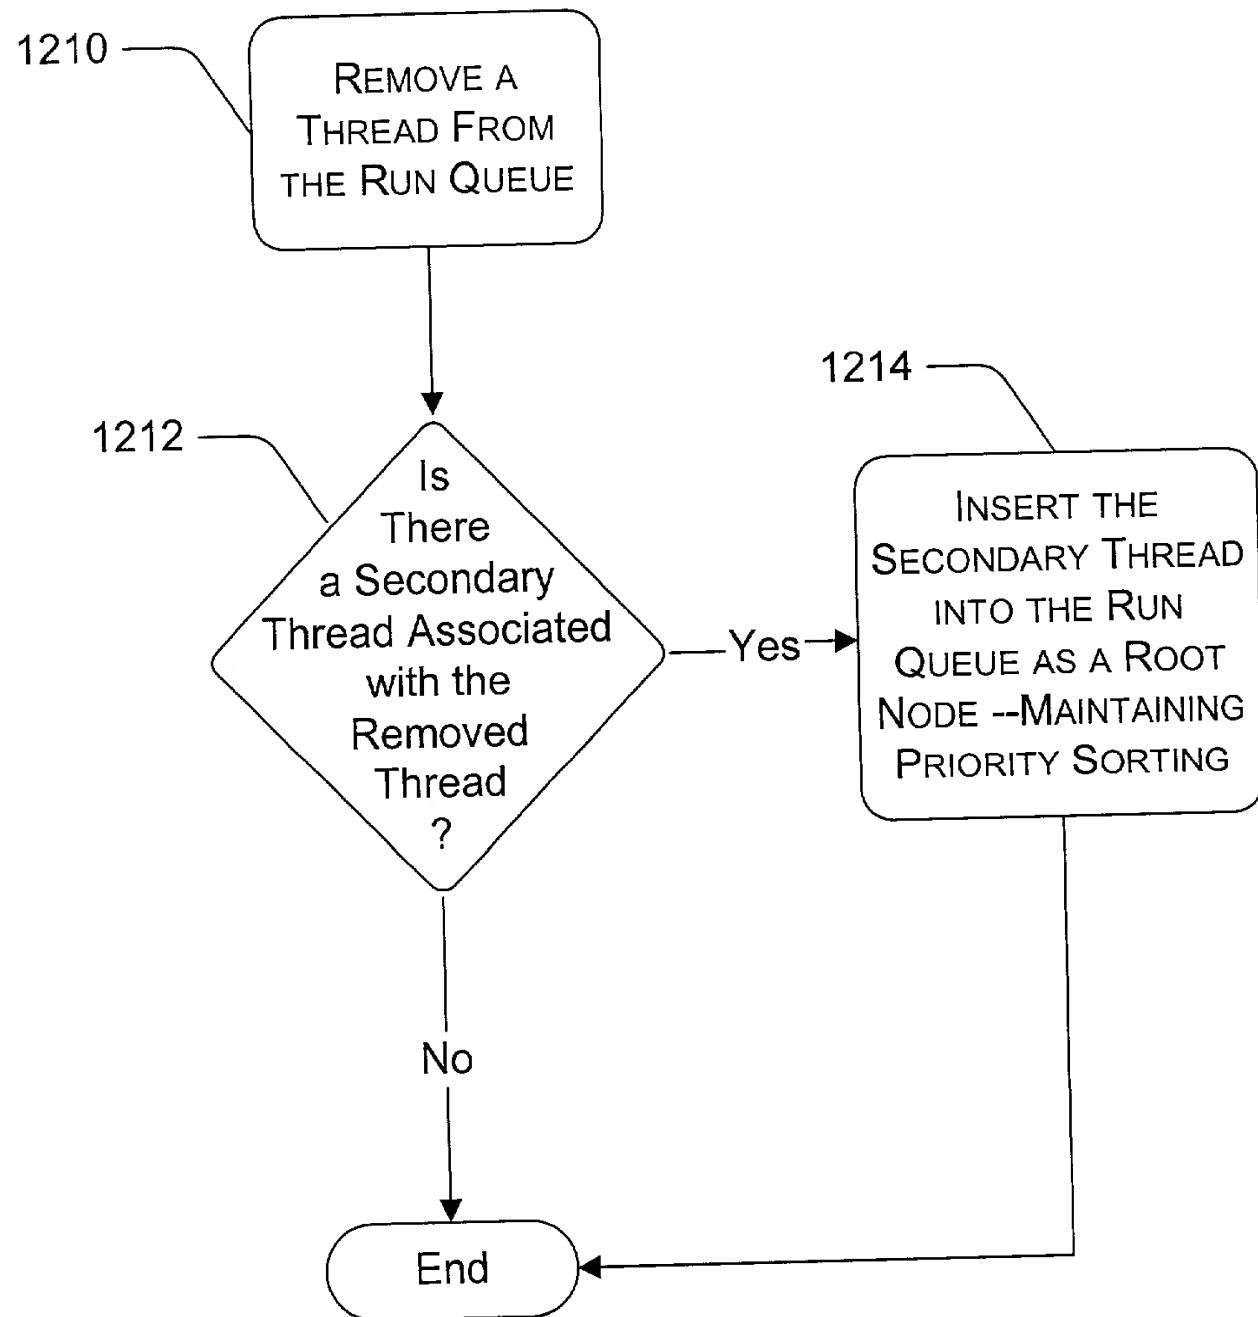 1210
REMOVE A
THREAD FROM
THE RUN QUEUE
1212
Is
There
a Secondary
Thread Associated
with the
Removed
Thread
?
Yes
1214
INSERT THE
SECONDARY THREAD
INTO THE RUN
QUEUE AS A ROOT
NODE --MAINTAINING
PRIORITY SORTING
No
End